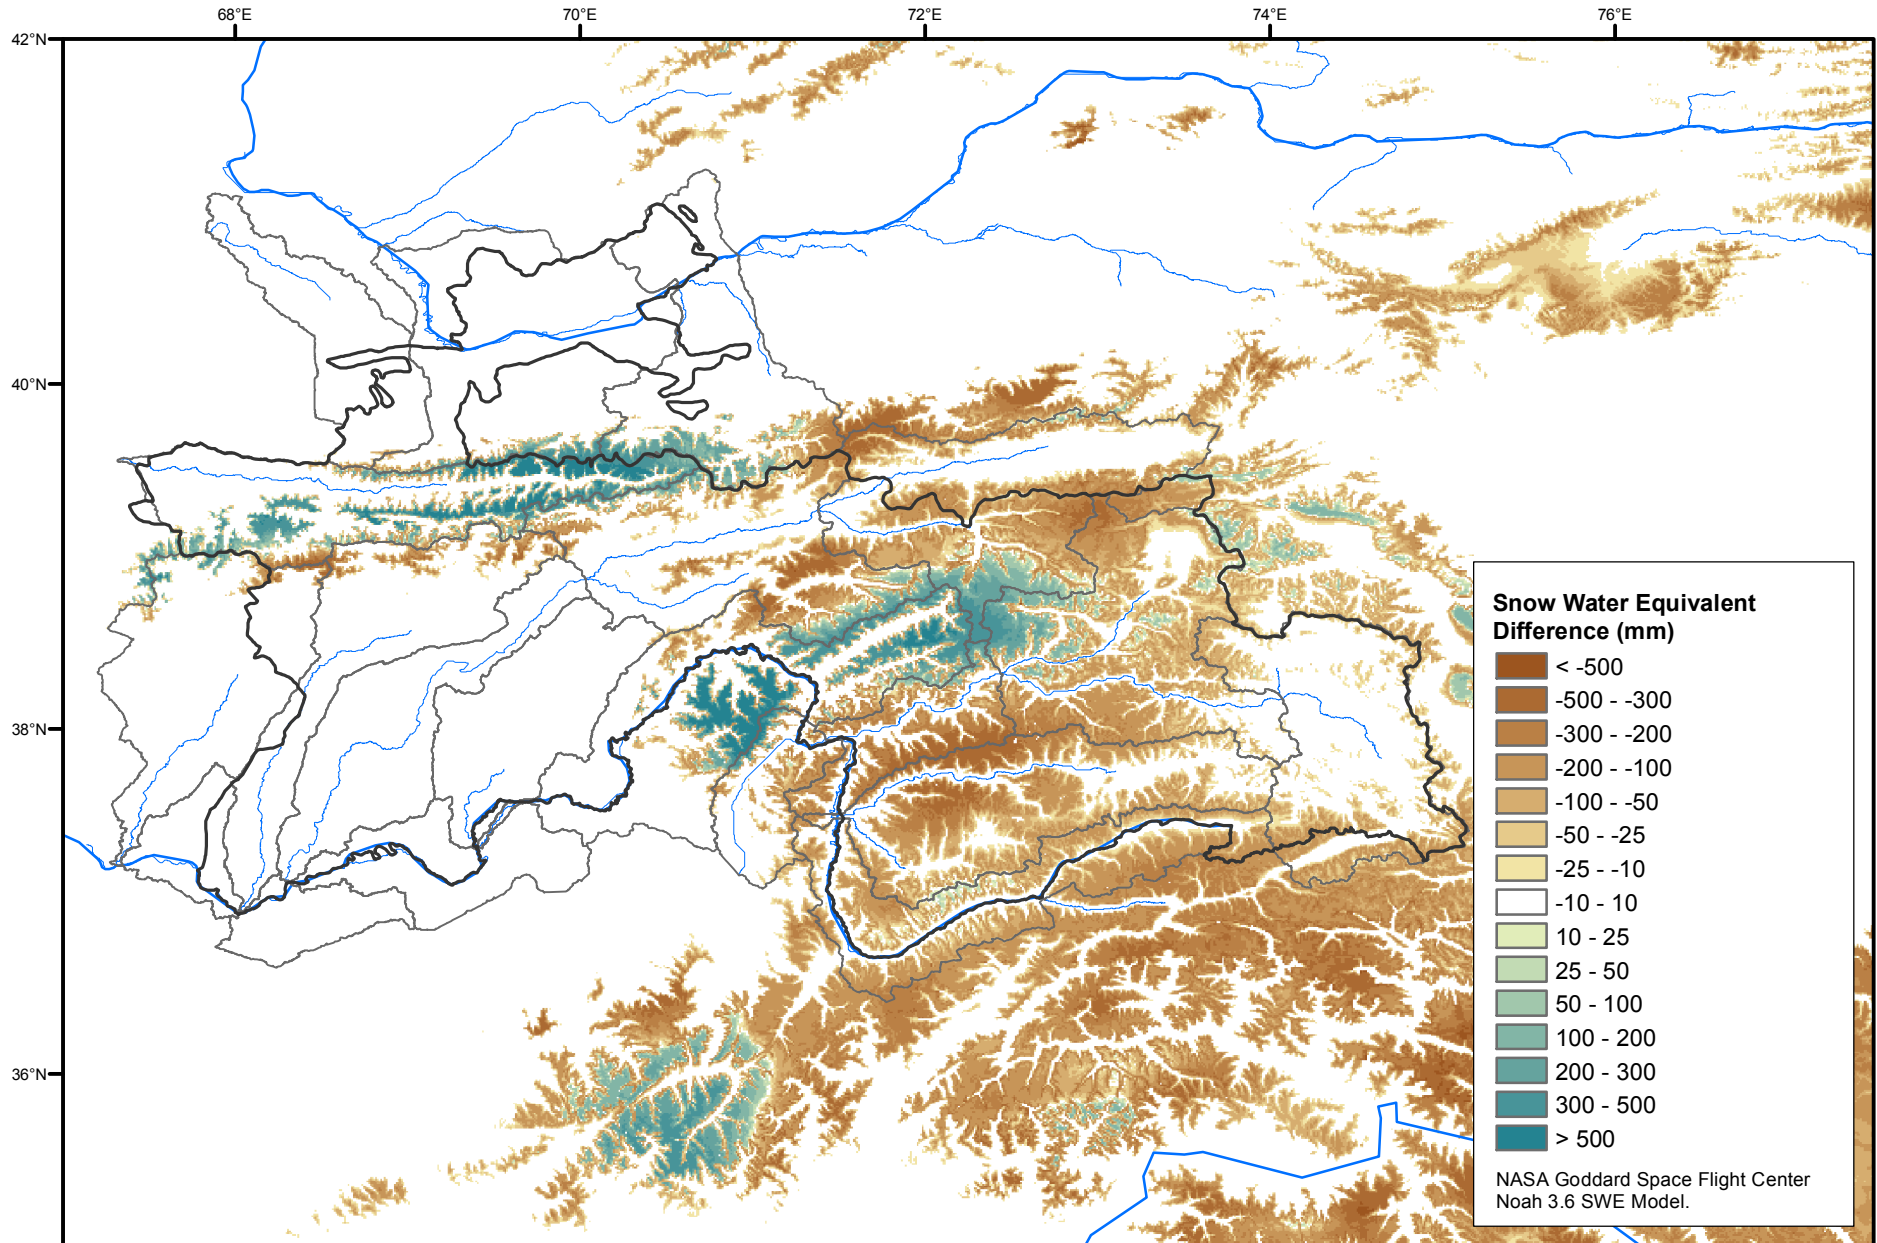 68°E
70°E
72°E
74°E
76°E
42°N
40°N
38°N
36°N
Snow Water Equivalent
Difference (mm)
< -500
-500 - -300
-300 - -200
-200 - -100
-100 - -50
-50 - -25
-25 - -10
-10 - 10
10 - 25
25 - 50
50 - 100
100 - 200
200 - 300
300 - 500
> 500
NASA Goddard Space Flight Center
Noah 3.6 SWE Model.